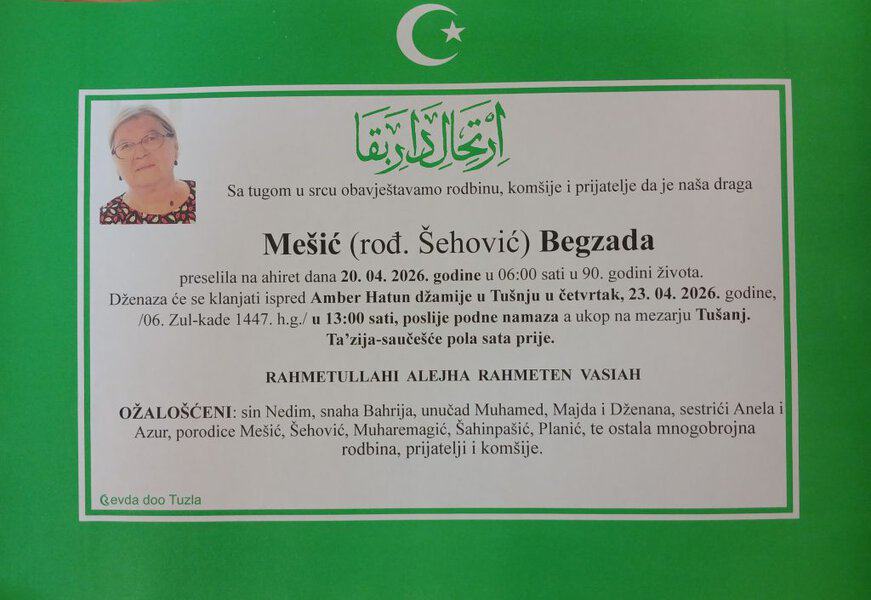 اِرْتِحَالِ دَارِ بَقَا
Sa tugom u srcu obavještavamo rodbinu, komšije i prijatelje da je naša draga
Mešić (rođ. Šehović) Begzada
preselila na ahiret dana 20. 04. 2026. godine u 06:00 sati u 90. godini života.
Dženaza će se klanjati ispred Amber Hatun džamije u Tušnju u četvrtak, 23. 04. 2026. godine,
/06. Zul-kade 1447. h.g./ u 13:00 sati, poslije podne namaza a ukop na mezarju Tušanj.
Ta’zija-saučešće pola sata prije.
RAHMETULLAHI ALEJHA RAHMETEN VASIAH
OŽALOŠĆENI: sin Nedim, snaha Bahrija, unučad Muhamed, Majda i Dženana, sestrići Anela i
Azur, porodice Mešić, Šehović, Muharemagić, Šahinpašić, Planić, te ostala mnogobrojna
rodbina, prijatelji i komšije.
Revda doo Tuzla